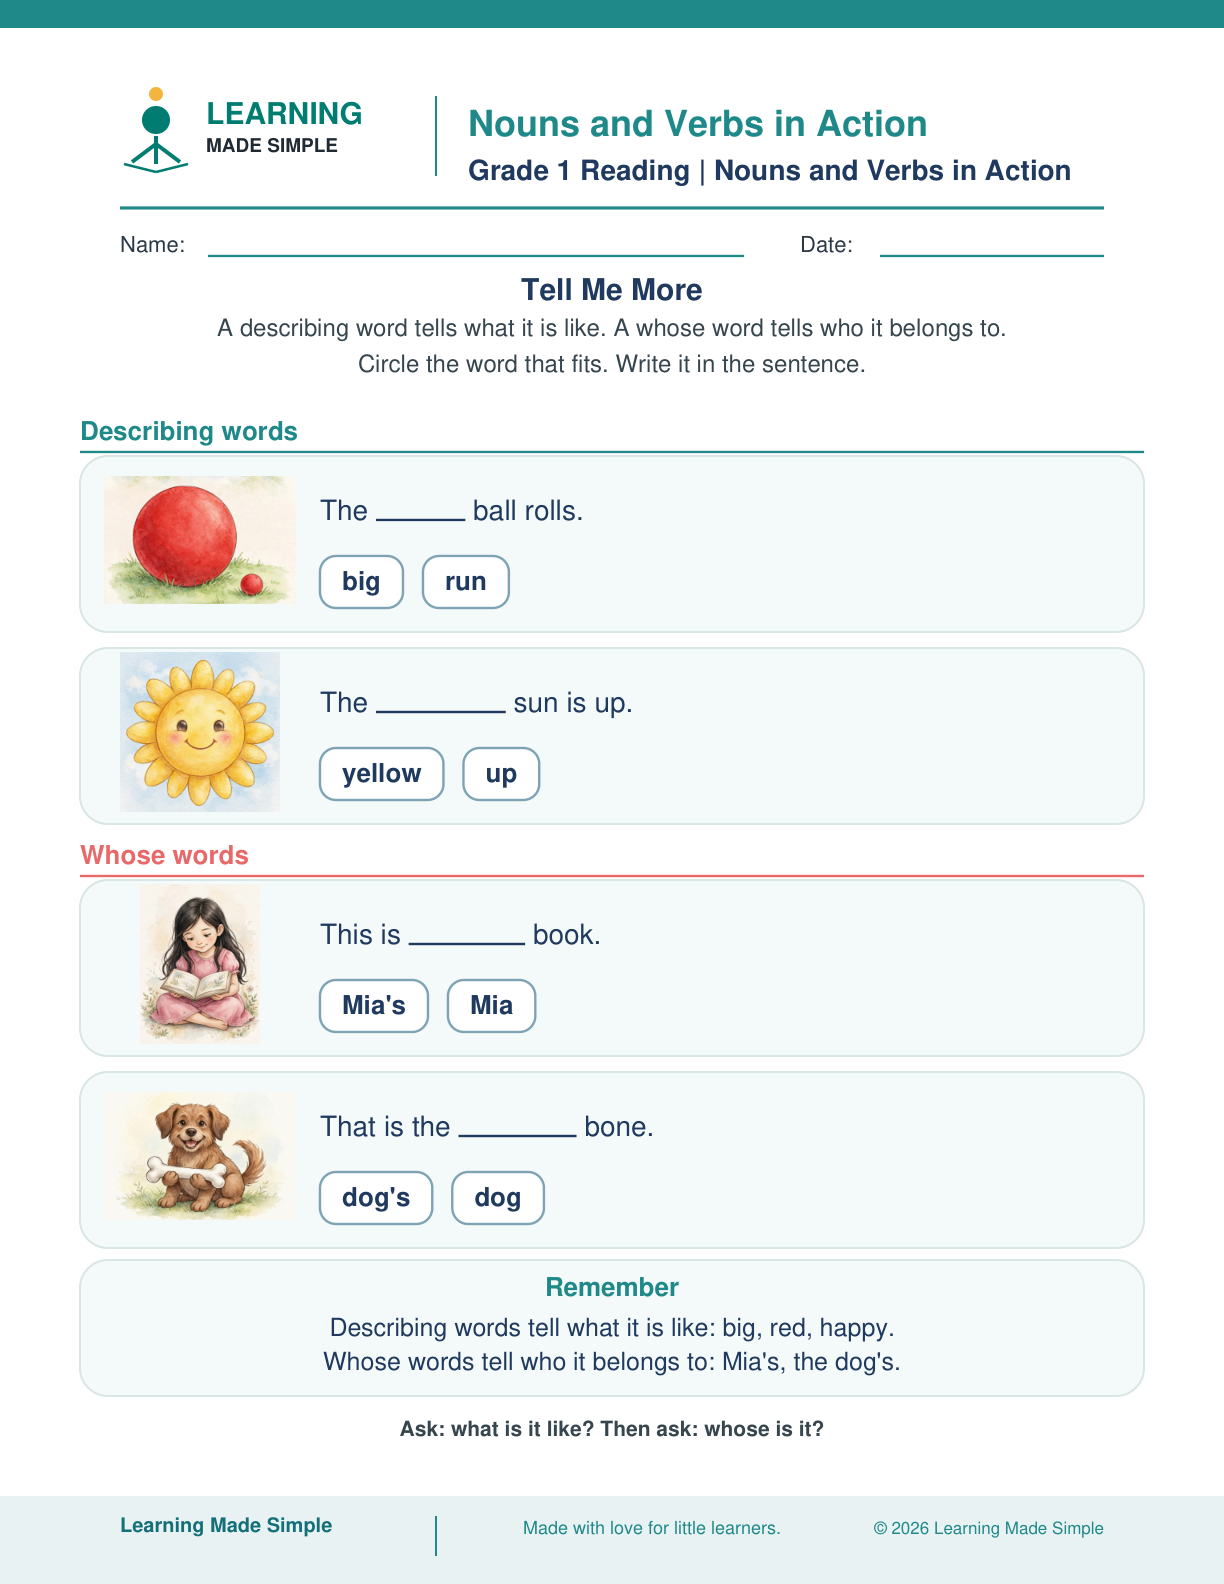 LEARNING
MADE SIMPLE
Nouns and Verbs in Action
Grade 1 Reading | Nouns and Verbs in Action
Name:
Date:
Tell Me More
A describing word tells what it is like. A whose word tells who it belongs to.
Circle the word that fits. Write it in the sentence.
Describing words
The ______ ball rolls.
big run
The ______ sun is up.
yellow up
Whose words
This is ______ book.
Mia's Mia
That is the ______ bone.
dog's dog
Remember
Describing words tell what it is like: big, red, happy.
Whose words tell who it belongs to: Mia's, the dog's.
Ask: what is it like? Then ask: whose is it?
Learning Made Simple
Made with love for little learners.
© 2026 Learning Made Simple